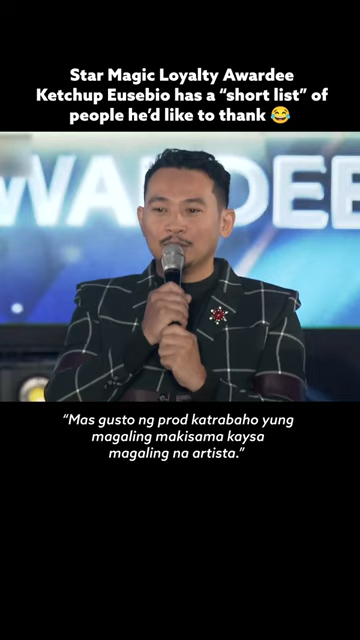 Star Magic Loyalty Awardee
Ketchup Eusebio has a “short list” of
people he’d like to thank 😂
WARDEE
“Mas gusto ng prod katrabaho yung
magaling makisama kaysa
magaling na artista.”